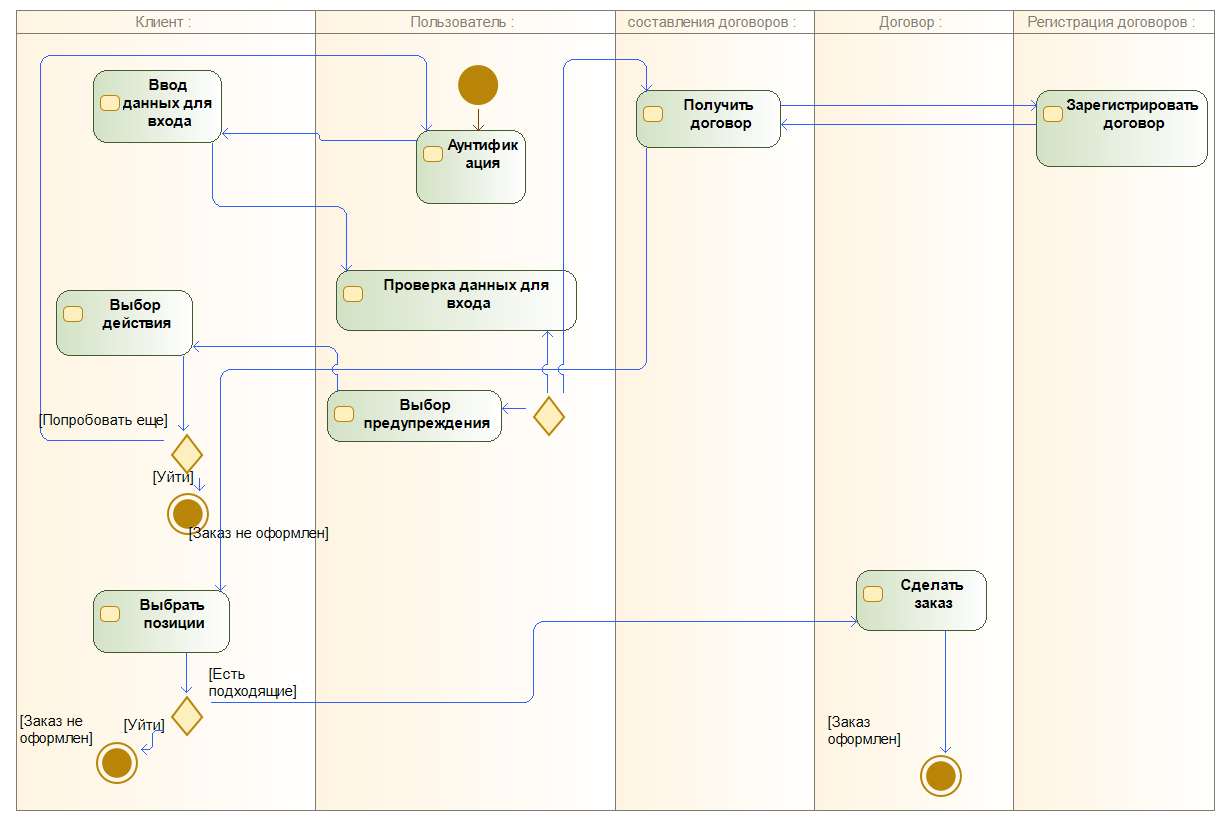 Клиент :
Пользователь :
составления договоров :
Договор :
Регистрация договоров :
Ввод
данных для
входа
Аунтифик
ация
Получить
договор
Зарегистрировать
договор
Проверка данных для
входа
Выбор
действия
Выбор
предупреждения
[Попробовать еще]
[Уйти]
[Заказ не оформлен]
Выбрать
позиции
Сделать
заказ
[Есть
подходящие]
[Заказ не
оформлен]
[Уйти]
[Заказ
оформлен]